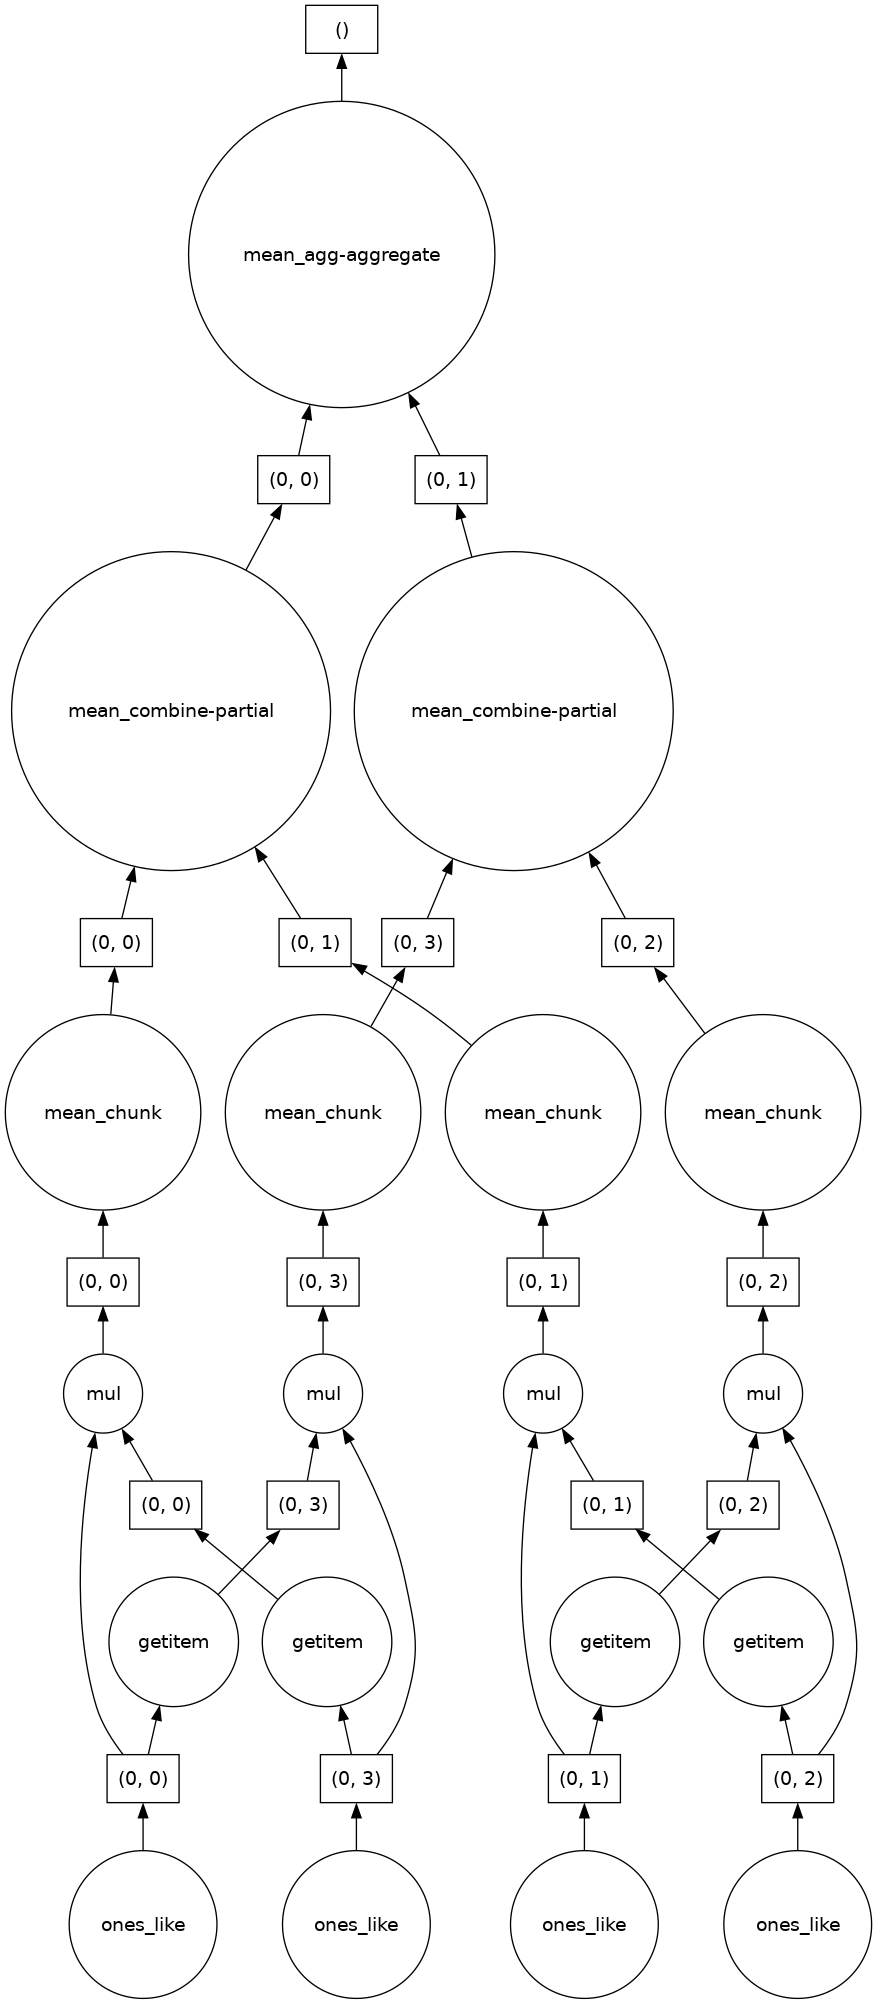 ()
mean_agg-aggregate
(0, 0)
(0, 1)
mean_combine-partial
mean_combine-partial
(0, 0)
(0, 1)
(0, 3)
(0, 2)
mean_chunk
mean_chunk
mean_chunk
mean_chunk
(0, 0)
(0, 3)
(0, 1)
(0, 2)
mul
mul
mul
mul
(0, 0)
(0, 3)
(0, 1)
(0, 2)
getitem
getitem
getitem
getitem
(0, 0)
(0, 3)
(0, 1)
(0, 2)
ones_like
ones_like
ones_like
ones_like